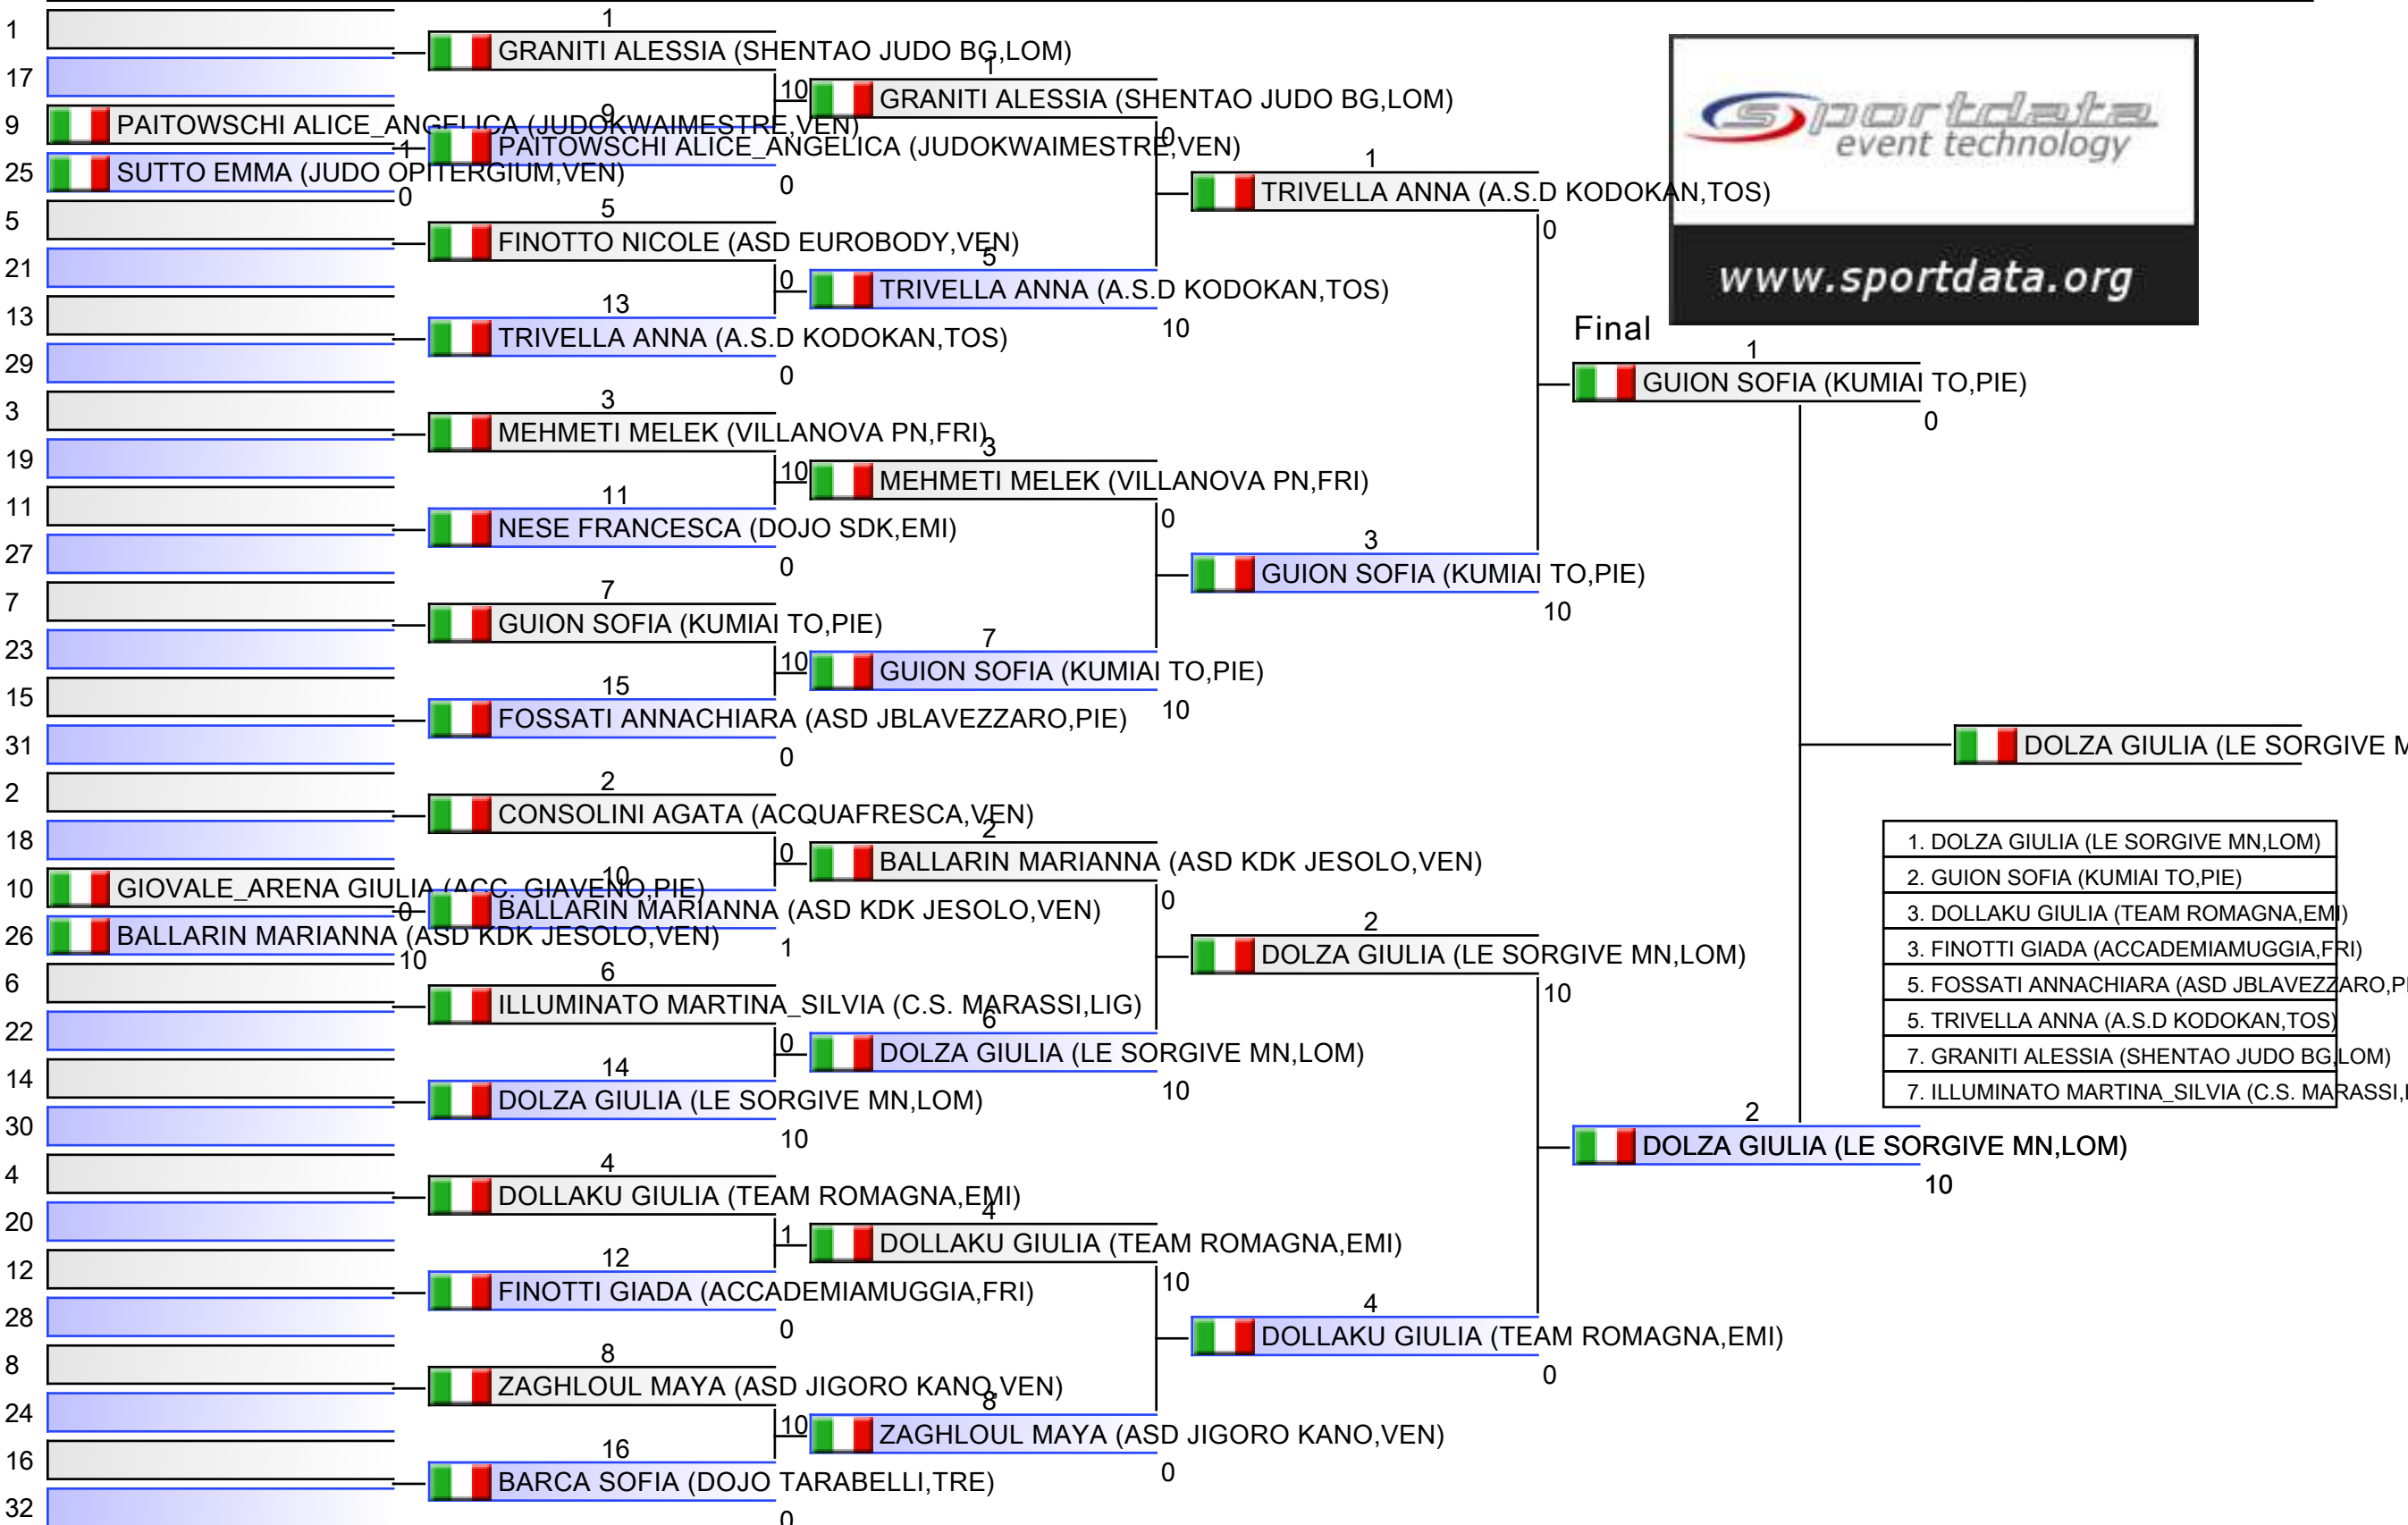 1
17
9 PAITOWSCHI ALICE_ANGELICA (JUDOKWAIMESTRE,VEN)
1
25 SUTTO EMMA (JUDO OPITERGIUM,VEN)
0
5
21
13
29
3
19
11
27
7
23
15
31
2
18
10 GIOVALE_ARENA GIULIA (ACC. GIAVENO,PIE)
0
26 BALLARIN MARIANNA (ASD KDK JESOLO,VEN)
10
6
22
14
30
4
20
12
28
8
24
16
32
1
GRANITI ALESSIA (SHENTAO JUDO BG,LOM)
10
9
PAITOWSCHI ALICE_ANGELICA (JUDOKWAIMESTRE,VEN)
0
5
FINOTTO NICOLE (ASD EUROBODY,VEN)
0
13
TRIVELLA ANNA (A.S.D KODOKAN,TOS)
0
3
MEHMETI MELEK (VILLANOVA PN,FRI)
10
11
NESE FRANCESCA (DOJO SDK,EMI)
0
7
GUION SOFIA (KUMIAI TO,PIE)
10
15
FOSSATI ANNACHIARA (ASD JBLAVEZZARO,PIE)
0
2
CONSOLINI AGATA (ACQUAFRESCA,VEN)
0
10
BALLARIN MARIANNA (ASD KDK JESOLO,VEN)
1
6
ILLUMINATO MARTINA_SILVIA (C.S. MARASSI,LIG)
0
14
DOLZA GIULIA (LE SORGIVE MN,LOM)
10
4
DOLLAKU GIULIA (TEAM ROMAGNA,EMI)
1
12
FINOTTI GIADA (ACCADEMIAMUGGIA,FRI)
0
8
ZAGHLOUL MAYA (ASD JIGORO KANO,VEN)
10
16
BARCA SOFIA (DOJO TARABELLI,TRE)
0
1
GRANITI ALESSIA (SHENTAO JUDO BG,LOM)
0
5
TRIVELLA ANNA (A.S.D KODOKAN,TOS)
10
3
MEHMETI MELEK (VILLANOVA PN,FRI)
0
7
GUION SOFIA (KUMIAI TO,PIE)
10
2
BALLARIN MARIANNA (ASD KDK JESOLO,VEN)
0
6
DOLZA GIULIA (LE SORGIVE MN,LOM)
10
4
DOLLAKU GIULIA (TEAM ROMAGNA,EMI)
10
8
ZAGHLOUL MAYA (ASD JIGORO KANO,VEN)
0
1
TRIVELLA ANNA (A.S.D KODOKAN,TOS)
0
3
GUION SOFIA (KUMIAI TO,PIE)
10
2
DOLZA GIULIA (LE SORGIVE MN,LOM)
10
4
DOLLAKU GIULIA (TEAM ROMAGNA,EMI)
0
sportdata
event technology
www.sportdata.org
Final
1
GUION SOFIA (KUMIAI TO,PIE)
0
2
DOLZA GIULIA (LE SORGIVE MN,LOM)
10
DOLZA GIULIA (LE SORGIVE
1. DOLZA GIULIA (LE SORGIVE MN,LOM)
2. GUION SOFIA (KUMIAI TO,PIE)
3. DOLLAKU GIULIA (TEAM ROMAGNA,EMI)
3. FINOTTI GIADA (ACCADEMIAMUGGIA,FRI)
5. FOSSATI ANNACHIARA (ASD JBLAVEZZARO,
5. TRIVELLA ANNA (A.S.D KODOKAN,TOS)
7. GRANITI ALESSIA (SHENTAO JUDO BG,LOM)
7. ILLUMINATO MARTINA_SILVIA (C.S. MARASSI,